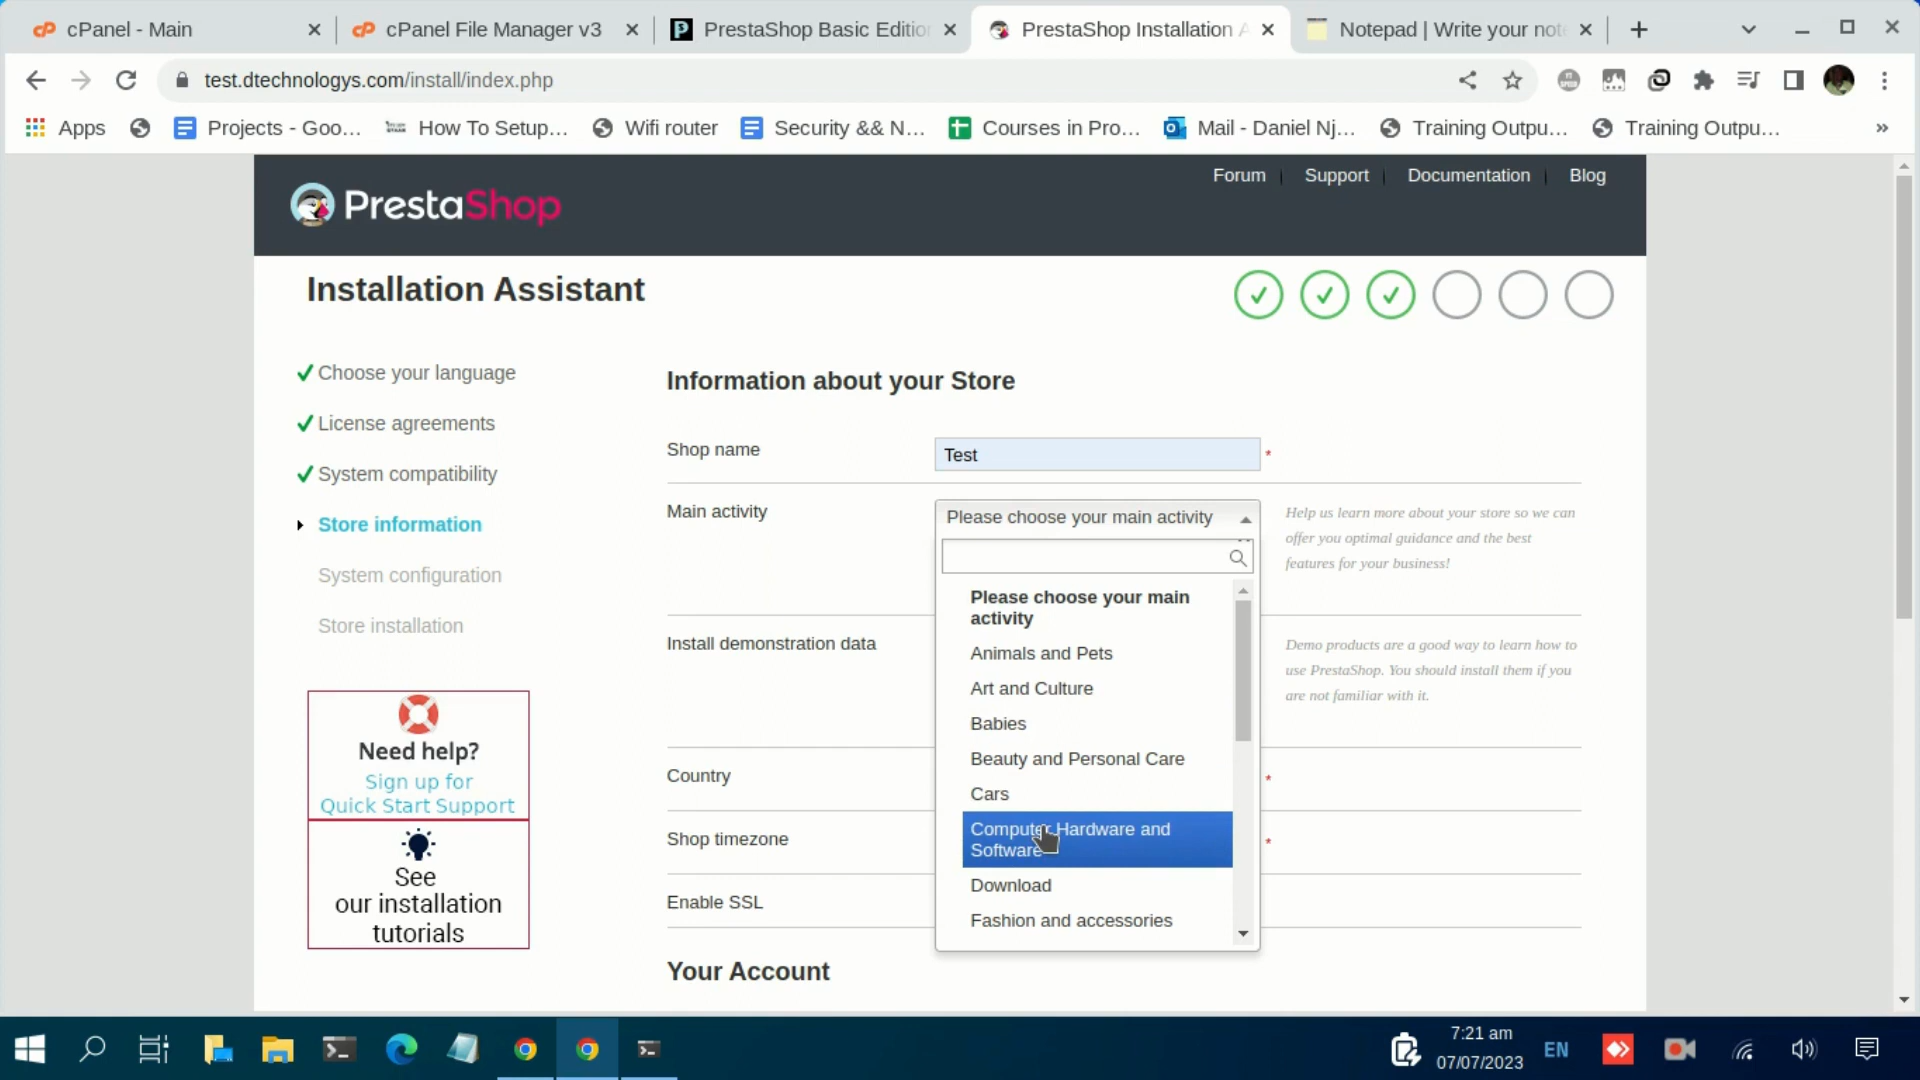 cPanel - Main
cPanel File Manager v3
PrestaShop Basic Editio
PrestaShop Installation A
Notepad | Write your not
test.dtechnologys.com/install/index.php
Apps
Projects - Goo...
How To Setup...
Wifi router
Security && N...
Courses in Pro...
Mail - Daniel Nj...
Training Outpu...
Training Outpu...
»
Forum
Support
Documentation
Blog
PrestaShop
Installation Assistant
Choose your language
License agreements
System compatibility
Store information
System configuration
Store installation
Need help?
Sign up for
Quick Start Support
See
our installation
tutorials
Information about your Store
Shop name
Test
*
Main activity
Please choose your main activity
Help us learn more about your store so we can
offer you optimal guidance and the best
features for your business!
Please choose your main
activity
Animals and Pets
Art and Culture
Babies
Beauty and Personal Care
Cars
Computer Hardware and
Software
Download
Fashion and accessories
Install demonstration data
Demo products are a good way to learn how to
use PrestaShop. You should install them if you
are not familiar with it.
Country
*
Shop timezone
*
Enable SSL
Your Account
7:21 am
07/07/2023
EN